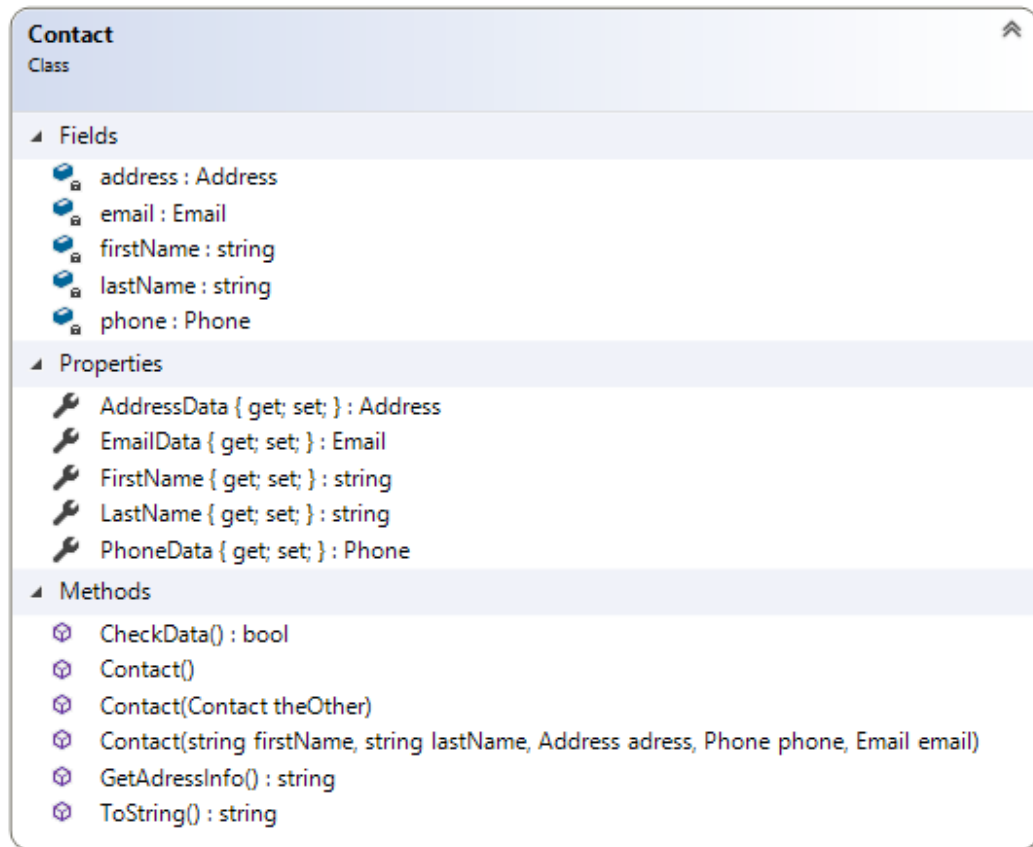 Contact
Class
Fields
address : Address
email : Email
firstName : string
lastName : string
phone : Phone
Properties
AddressData { get; set; } : Address
EmailData { get; set; } : Email
FirstName { get; set; } : string
LastName { get; set; } : string
PhoneData { get; set; } : Phone
Methods
CheckData() : bool
Contact()
Contact(Contact theOther)
Contact(string firstName, string lastName, Address adress, Phone phone, Email email)
GetAdressInfo() : string
ToString() : string